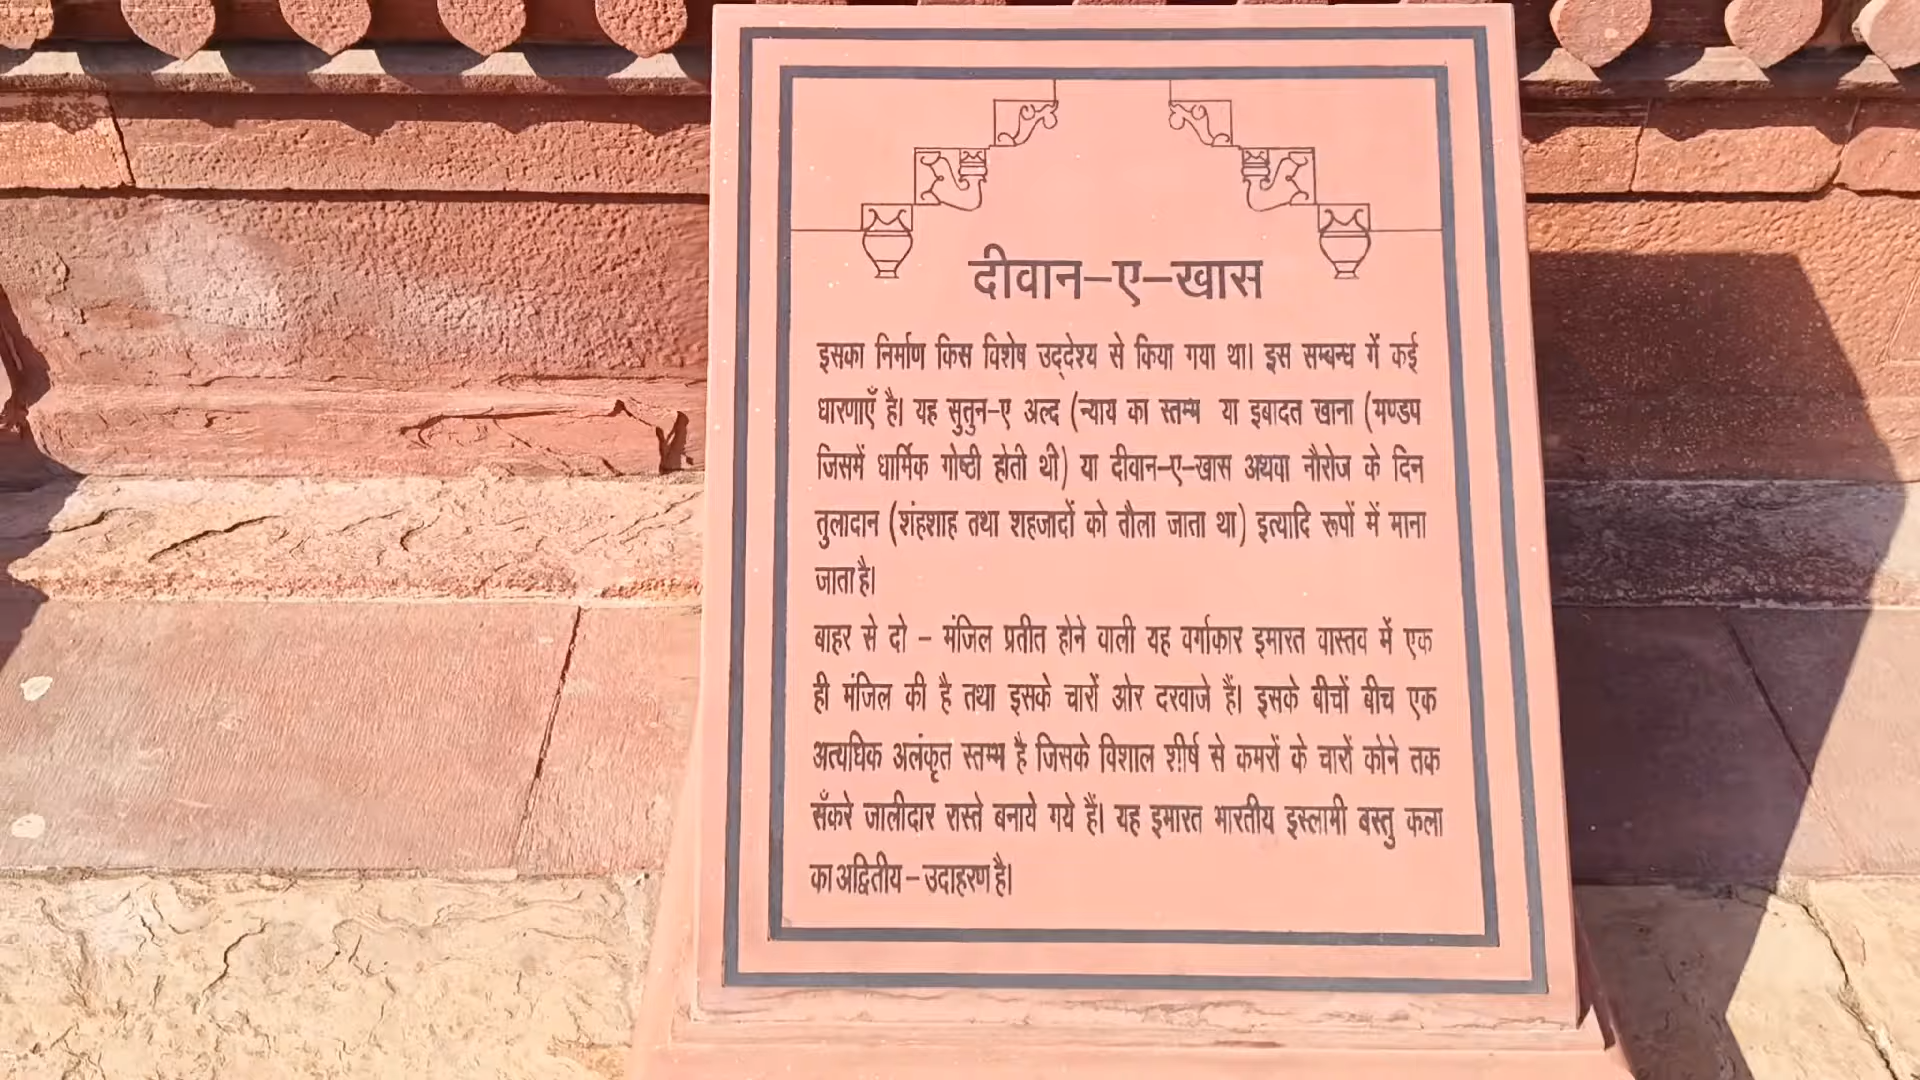 दीवान–ए–खास
इसका निर्माण किस विशेष उद्देश्य से किया गया था। इस सम्बन्ध में कई
धारणाएँ है। यह सुतुन–ए अल्द (न्याय का स्तम्भ या इबादत खाना (मण्डप
जिसमें धार्मिक गोष्ठी होती थी) या दीवान–ए–खास अथवा नौरोज के दिन
तुलादान (शंहशाह तथा शहजादों को तौला जाता था) इत्यादि रूपों में माना
जाता है।
बाहर से दो – मंजिल प्रतीत होने वाली यह वर्गाकार इमारत वास्तव में एक
ही मंजिल की है तथा इसके चारों ओर दरवाजे हैं। इसके बीचों बीच एक
अत्यधिक अलंकृत स्तम्भ है जिसके विशाल शीर्ष से कमरों के चारों कोने तक
सँकरे जालीदार रास्ते बनाये गये हैं। यह इमारत भारतीय इस्लामी बस्तु कला
का अद्वितीय – उदाहरण है।